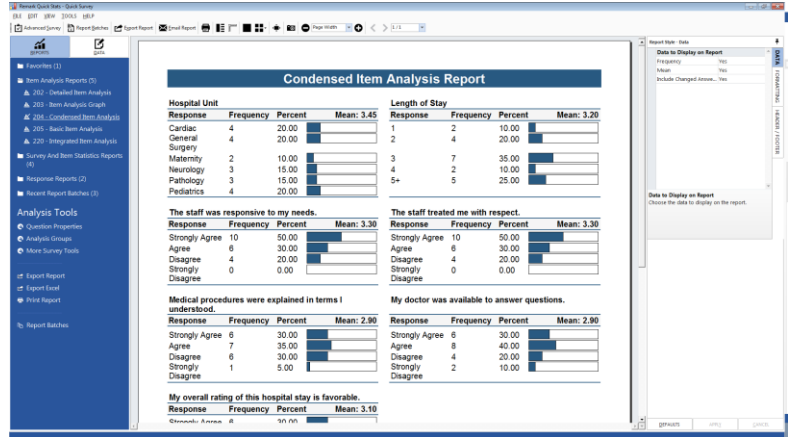 Remark Quick Stats - Quick Survey
FILE EDIT VIEW TOOLS HELP
Advanced Survey Report Batches Export Report Email Report Page Width 1 / 1
REPORTS DATA
Favorites (1)
Item Analysis Reports (5)
202 - Detailed Item Analysis
203 - Item Analysis Graph
204 - Condensed Item Analysis
205 - Basic Item Analysis
220 - Integrated Item Analysis
Survey And Item Statistics Reports
(4)
Response Reports (2)
Recent Report Batches (3)
Analysis Tools
Question Properties
Analysis Groups
More Survey Tools
Export Report
Export Excel
Print Report
Report Batches
Condensed Item Analysis Report
Hospital Unit
Response Frequency Percent Mean: 3.45
Cardiac 4 20.00
General 4 20.00
Surgery
Maternity 2 10.00
Neurology 3 15.00
Pathology 3 15.00
Pediatrics 4 20.00
Length of Stay
Response Frequency Percent Mean: 3.20
1 2 10.00
2 4 20.00
3 7 35.00
4 2 10.00
5+ 5 25.00
The staff was responsive to my needs.
Response Frequency Percent Mean: 3.30
Strongly Agree 10 50.00
Agree 6 30.00
Disagree 4 20.00
Strongly 0 0.00
Disagree
The staff treated me with respect.
Response Frequency Percent Mean: 3.30
Strongly Agree 10 50.00
Agree 6 30.00
Disagree 4 20.00
Strongly 0 0.00
Disagree
Medical procedures were explained in terms I
understood.
Response Frequency Percent Mean: 2.90
Strongly Agree 6 30.00
Agree 7 35.00
Disagree 6 30.00
Strongly 1 5.00
Disagree
My doctor was available to answer questions.
Response Frequency Percent Mean: 2.90
Strongly Agree 6 30.00
Agree 8 40.00
Disagree 4 20.00
Strongly 2 10.00
Disagree
My overall rating of this hospital stay is favorable.
Response Frequency Percent Mean: 3.10
Strongly Agree 6 30.00
Report Style - Data
Data to Display on Report
Frequency Yes
Mean Yes
Include Changed Answe... Yes
Data to Display on Report
Choose the data to display on the report.
DATA
FORMATTING
HEADER / FOOTER
DEFAULTS APPLY CANCEL